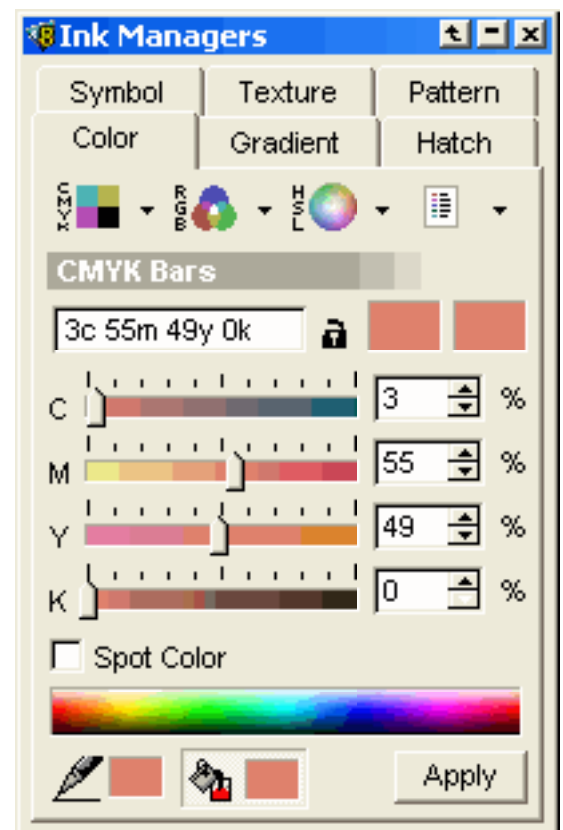 Ink Managers
Symbol Texture Pattern
Color Gradient Hatch
CMYK RGB HSL
CMYK Bars
3c 55m 49y 0k
C 3 %
M 55 %
Y 49 %
K 0 %
Spot Color
Apply